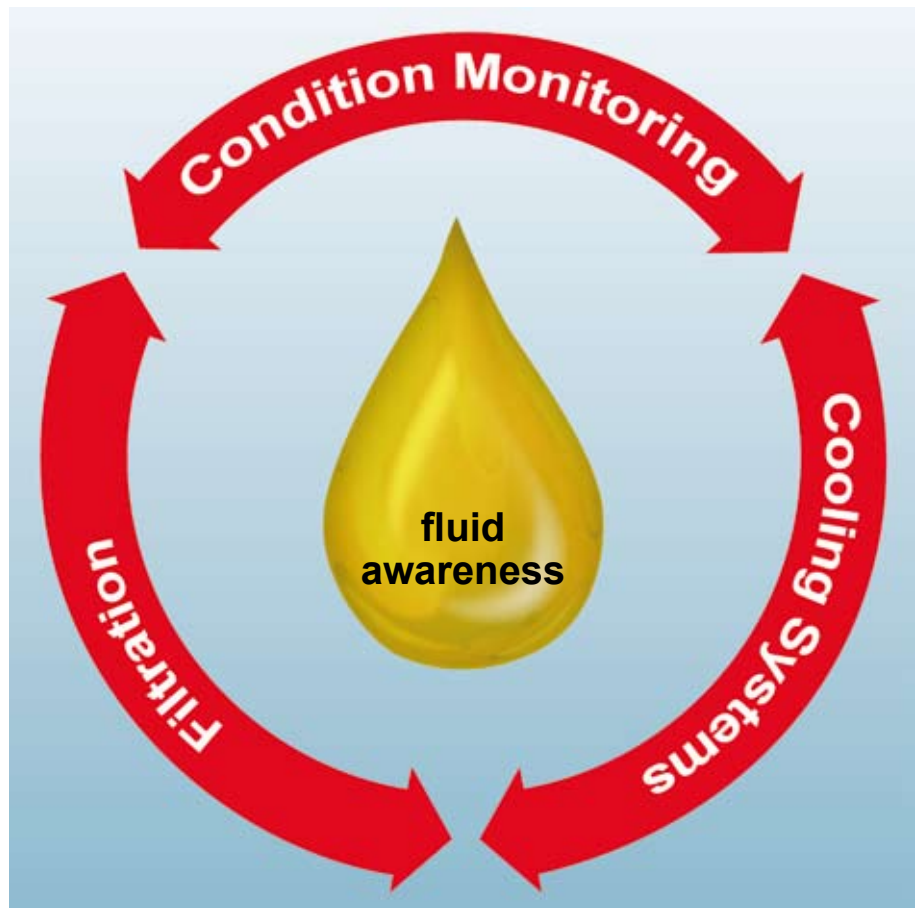 Condition Monitoring
Cooling Systems
Filtration
fluid
awareness